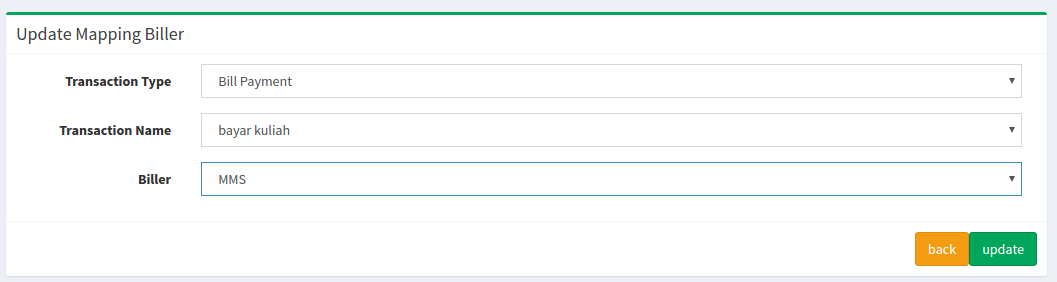 Update Mapping Biller
Transaction Type Bill Payment
Transaction Name bayar kuliah
Biller MMS
back update